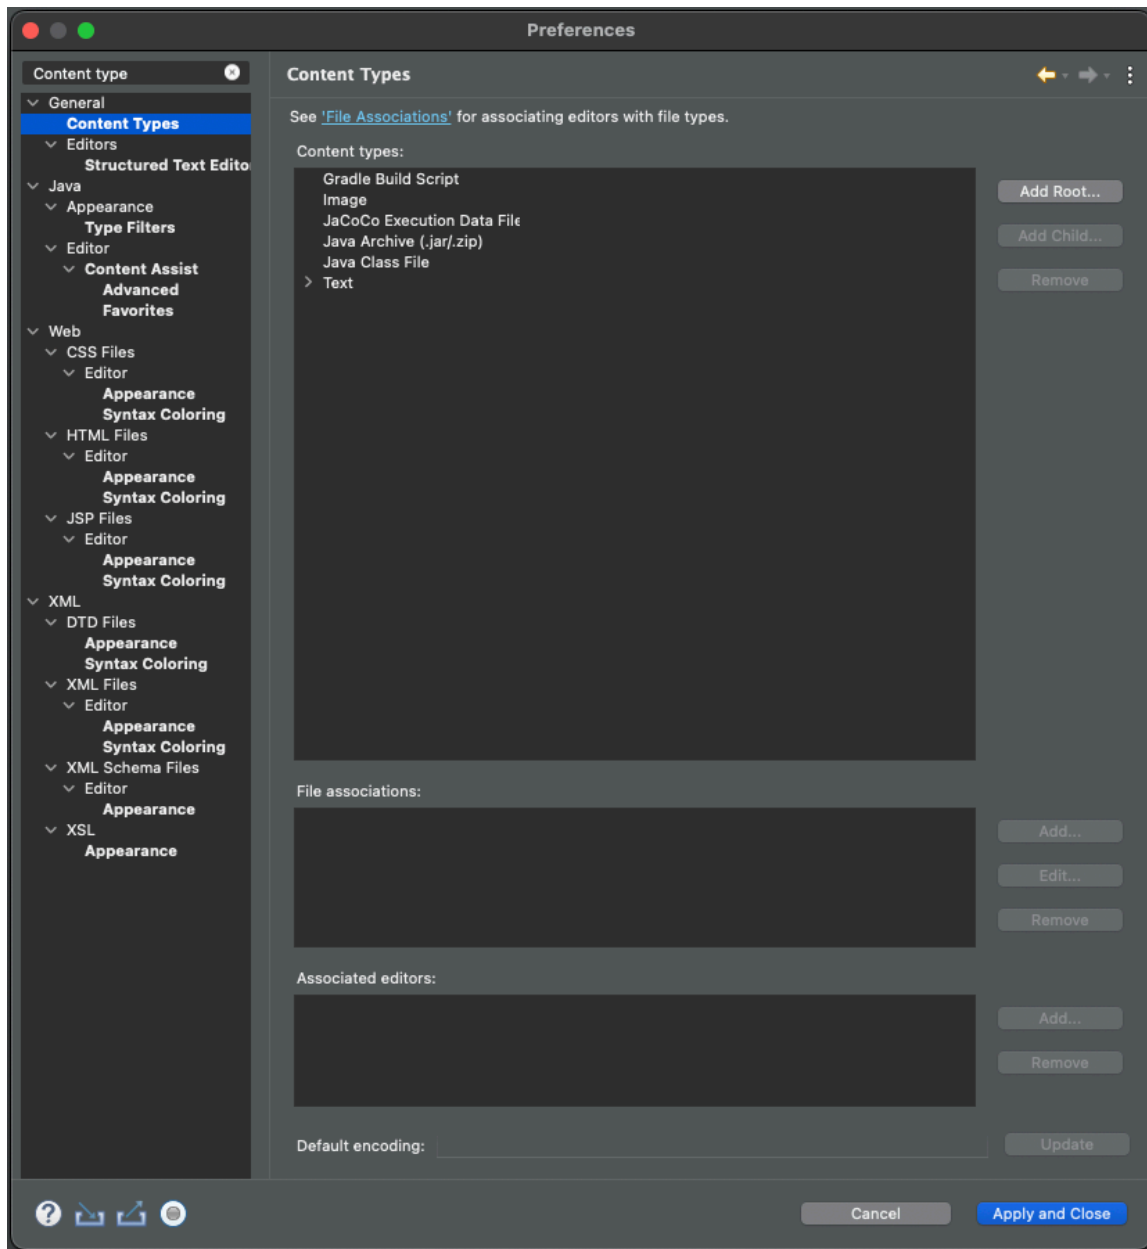 Preferences
Content type
General
Content Types
Editors
Structured Text Edito
Java
Appearance
Type Filters
Editor
Content Assist
Advanced
Favorites
Web
CSS Files
Editor
Appearance
Syntax Coloring
HTML Files
Editor
Appearance
Syntax Coloring
JSP Files
Editor
Appearance
Syntax Coloring
XML
DTD Files
Appearance
Syntax Coloring
XML Files
Editor
Appearance
Syntax Coloring
XML Schema Files
Editor
Appearance
XSL
Appearance
Content Types
See 'File Associations' for associating editors with file types.
Content types:
Gradle Build Script
Image
JaCoCo Execution Data File
Java Archive (.jar/.zip)
Java Class File
Text
Add Root...
Add Child...
Remove
File associations:
Add...
Edit...
Remove
Associated editors:
Add...
Remove
Default encoding:
Update
Cancel
Apply and Close